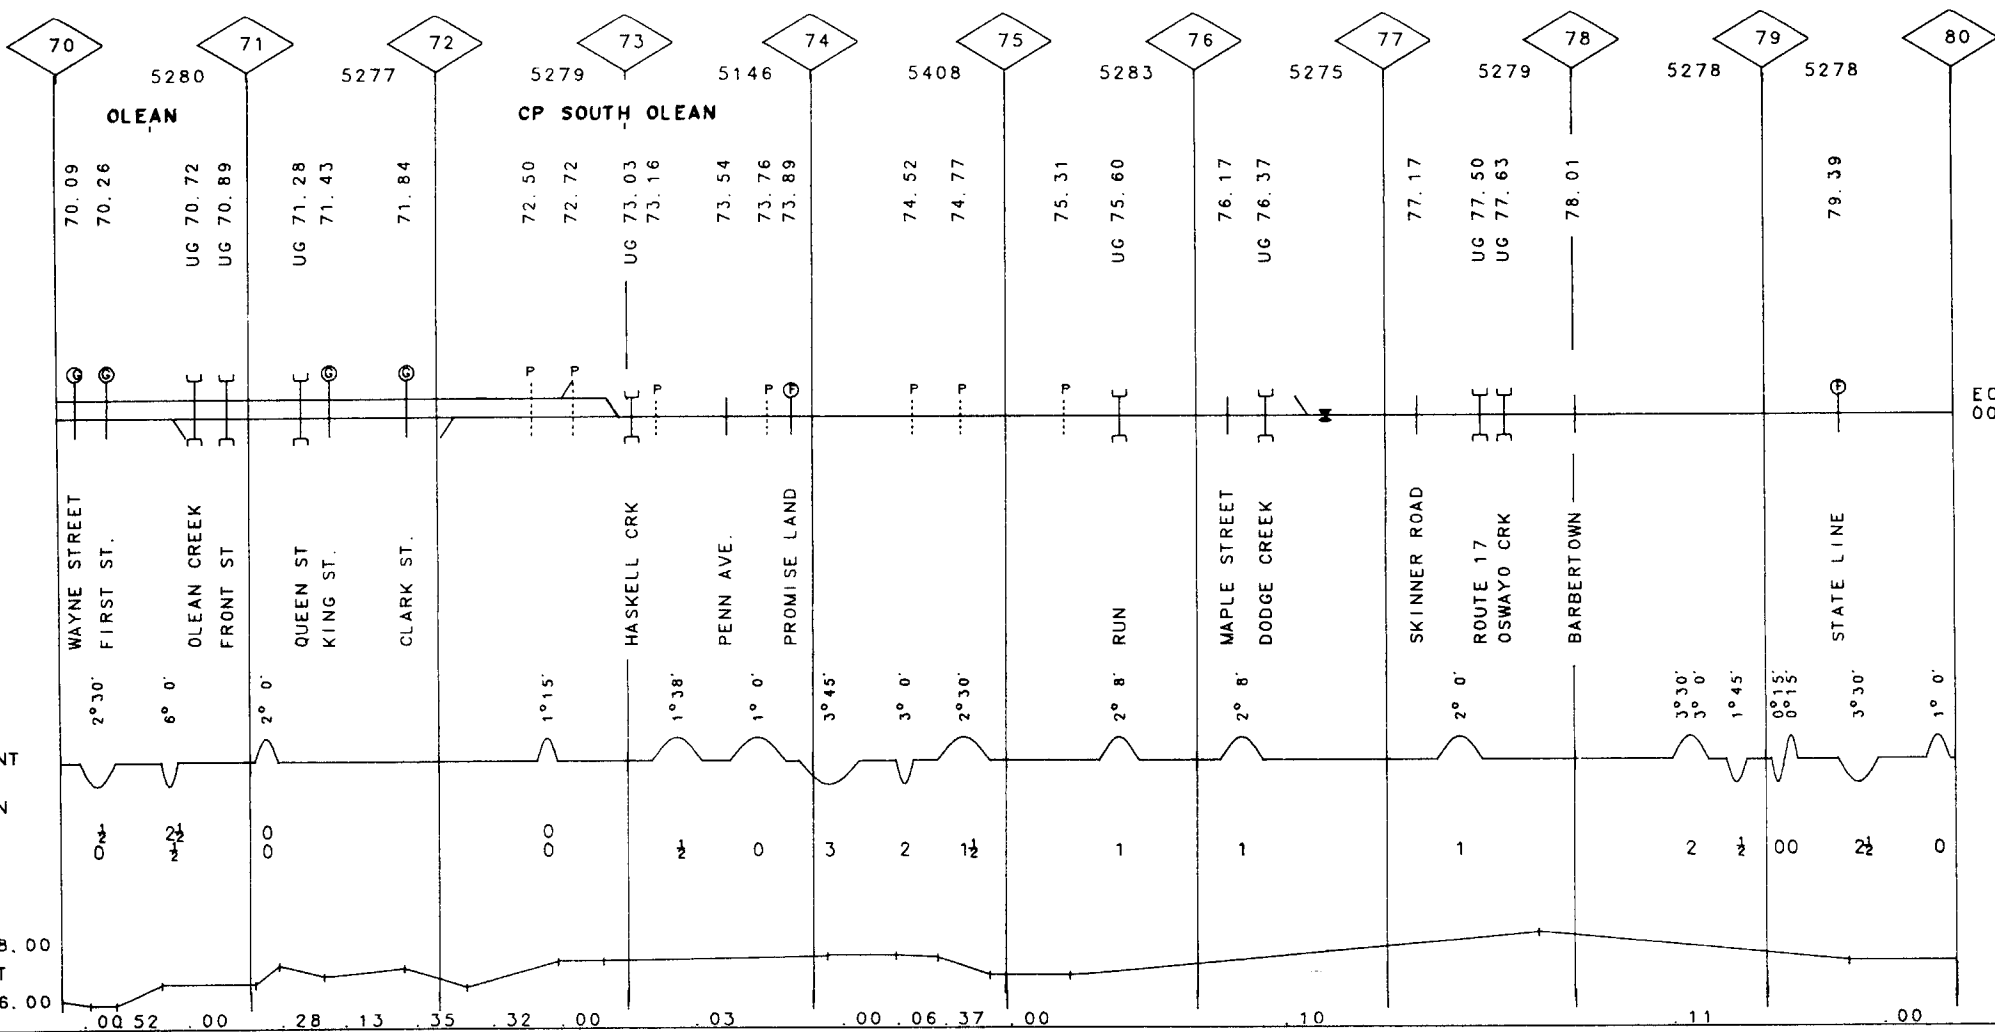 70 71 72 73 74 75 76 77 78 79 80
5280 5277 5279 5146 5408 5283 5275 5279 5278 5278
OLEAN CP SOUTH OLEAN
70.09
70.26
UG 70.72
UG 70.89
UG 71.28
71.43
71.84
72.50
72.72
UG 73.03
73.16
73.54
73.76
73.89
74.52
74.77
75.31
UG 75.60
76.17
UG 76.37
77.17
UG 77.50
UG 77.63
78.01
79.39
G G G G P P P P F P P P F
EC
00
WAYNE STREET
FIRST ST.
OLEAN CREEK
FRONT ST
QUEEN ST
KING ST.
CLARK ST.
HASKELL CRK
PENN AVE.
PROMISE LAND
RUN
MAPLE STREET
DODGE CREEK
SKINNER ROAD
ROUTE 17
OSWAYO CRK
BARBERTOWN
STATE LINE
2°30'
6° 0'
2° 0'
1°15'
1°38'
1° 0'
3°45'
3° 0'
2°30'
2° 8'
2° 8'
2° 0'
3°30'
3° 0'
1°45'
0°15'
0°15'
3°30'
1° 0'
NT
N
½ 2½ 0 0
0 ½ 0 0 ½ 0 3 2 1½ 1 1 1 2 ½ 00 2½ 0
8.00
T
6.00
.00 .52 .00 .28 .13 .35 .32 .00 .03 .00 .06 .37 .00 .10 .11 .00